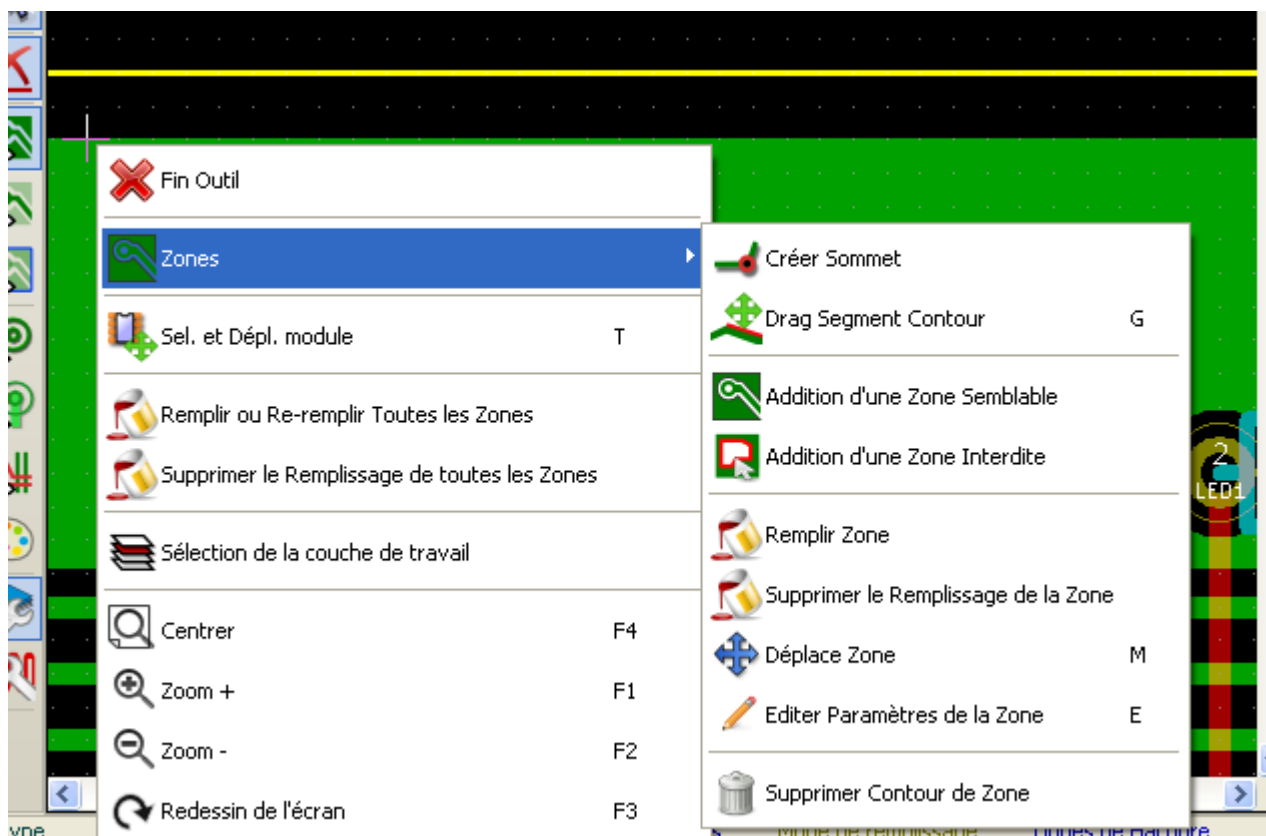 Fin Outil
Zones
Sel. et Dépl. module T
Remplir ou Re-remplir Toutes les Zones
Supprimer le Remplissage de toutes les Zones
Sélection de la couche de travail
Centrer F4
Zoom + F1
Zoom - F2
Redessin de l'écran F3
Créer Sommet
Drag Segment Contour G
Addition d'une Zone Semblable
Addition d'une Zone Interdite
Remplir Zone
Supprimer le Remplissage de la Zone
Déplace Zone M
Editer Paramètres de la Zone E
Supprimer Contour de Zone
2
LED1
Mode de remplissage